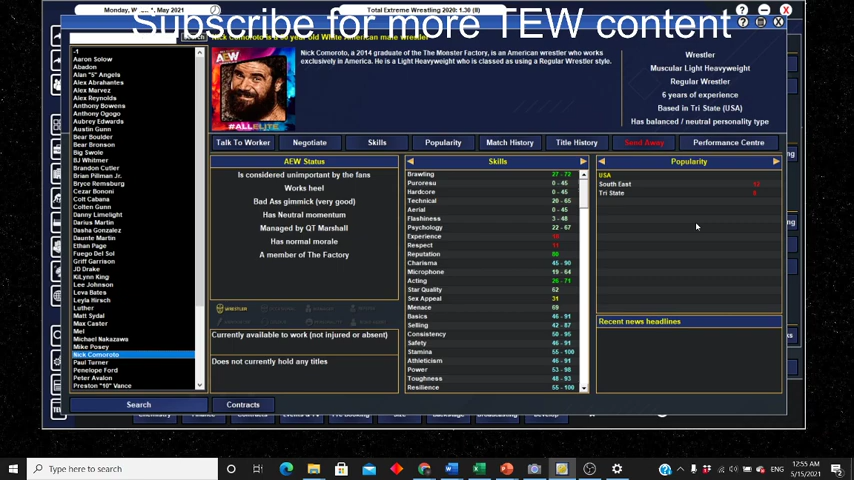 Monday, W
May 2021
Total Extreme Wrestling 2020: 1.30 (8)
Subscribe for more TEW content
Search
Nick Comoroto is a 30 year old White American male wrestler
-1
Aaron Solow
Abadon
Alan "5" Angels
Alex Abrahantes
Alex Marvez
Alex Reynolds
Anthony Bowens
Anthony Ogogo
Aubrey Edwards
Austin Gunn
Bear Boulder
Bear Bronson
Big Swole
BJ Whitmer
Brandon Cutler
Brian Pillman Jr.
Bryce Remsburg
Cezar Bononi
Colt Cabana
Colten Gunn
Danny Limelight
Darius Martin
Dasha Gonzalez
Daunte Martin
Ethan Page
Fuego Del Sol
Griff Garrison
JD Drake
KiLynn King
Lee Johnson
Leva Bates
Leyla Hirsch
Luther
Matt Sydal
Max Caster
Mel
Michael Nakazawa
Mike Posey
Nick Comoroto
Paul Turner
Penelope Ford
Peter Avalon
Preston "10" Vance
Search
Contracts
AEW
#ALLELITE
Nick Comoroto, a 2014 graduate of the The Monster Factory, is an American wrestler who works
exclusively in America. He is a Light Heavyweight who is classed as using a Regular Wrestler style.
Wrestler
Muscular Light Heavyweight
Regular Wrestler
6 years of experience
Based in Tri State (USA)
Has balanced / neutral personality type
Talk To Worker
Negotiate
Skills
Popularity
Match History
Title History
Send Away
Performance Centre
AEW Status
Is considered unimportant by the fans
Works heel
Bad Ass gimmick (very good)
Has Neutral momentum
Managed by QT Marshall
Has normal morale
A member of The Factory
WRESTLER
Currently available to work (not injured or absent)
Does not currently hold any titles
Skills
Brawling 27 - 72
Puroresu 0 - 45
Hardcore 0 - 45
Technical 20 - 65
Aerial 0 - 45
Flashiness 3 - 48
Psychology 22 - 67
Experience
Respect 11
Reputation
Charisma 45 - 90
Microphone 19 - 64
Acting 26 - 71
Star Quality 62
Sex Appeal 31
Menace 69
Basics 46 - 91
Selling 42 - 87
Consistency 50 - 95
Safety 46 - 91
Stamina 55 - 100
Athleticism 46 - 91
Power 53 - 98
Toughness 48 - 93
Resilience 55 - 100
Popularity
USA
South East 12
Tri State
Recent news headlines
Type here to search
ENG
12:55 AM
5/15/2021